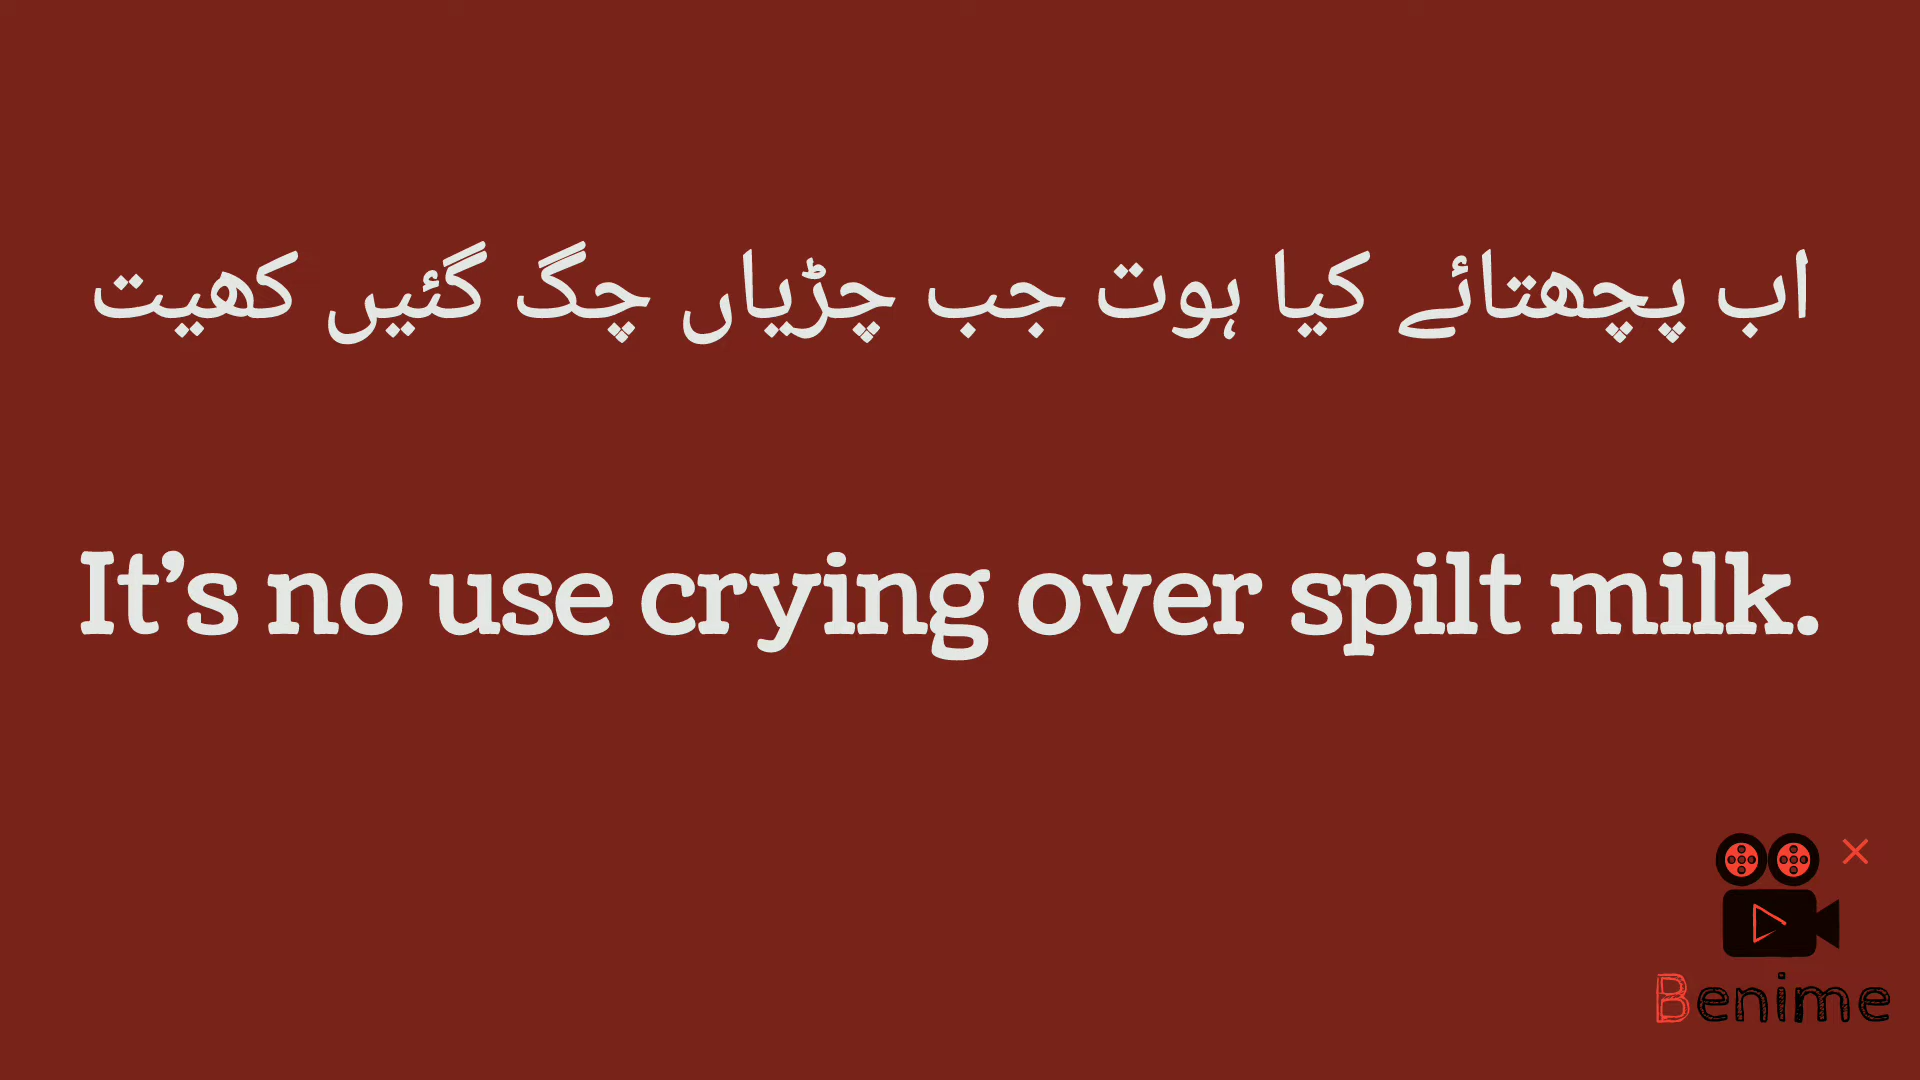 اب پچھتائے کیا ہوت جب چڑیاں چگ گئیں کھیت
It’s no use crying over spilt milk.
Benime